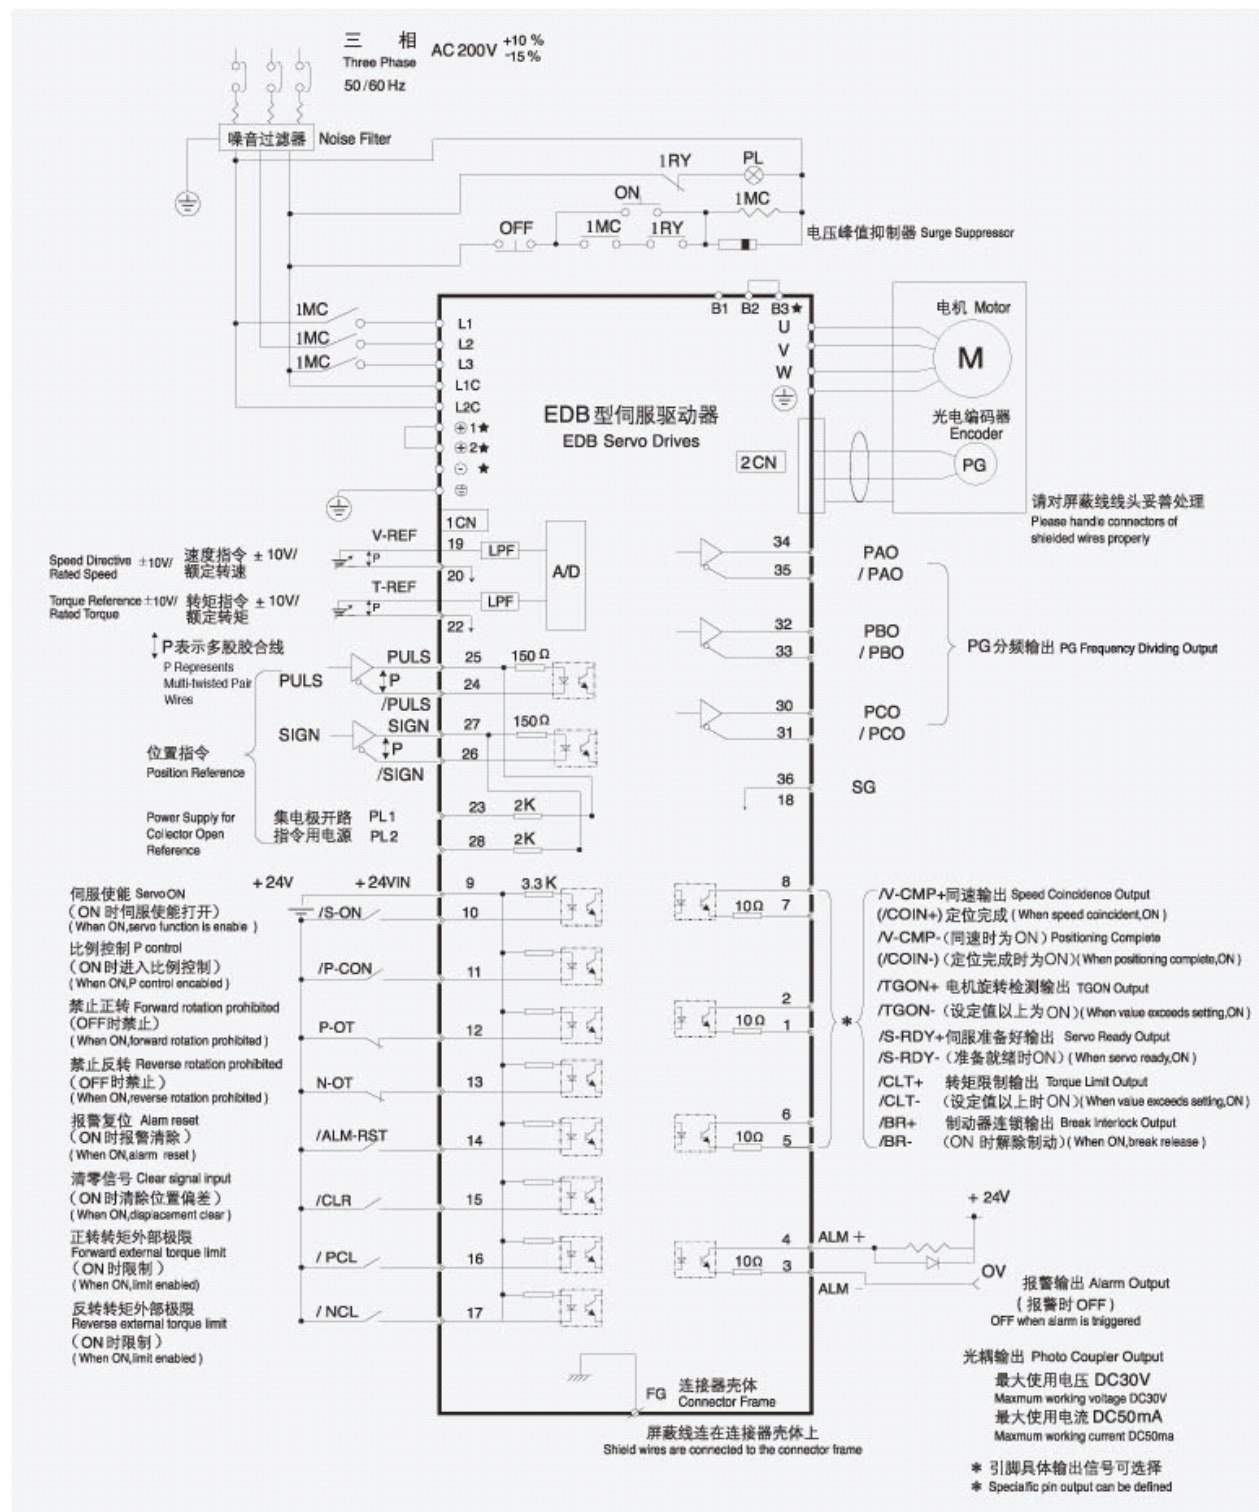 三 相 AC 200V +10 % -15 %
Three Phase
50/60 Hz
噪音过滤器 Noise Filter
1RY PL
ON 1MC
OFF 1MC 1RY
电压峰值抑制器 Surge Suppressor
1MC
1MC
1MC
B1 B2 B3★
L1
L2
L3
L1C
L2C
⊕1★
⊕2★
⊖ ★
U
V
W
EDB型伺服驱动器
EDB Servo Drives
电机 Motor
M
光电编码器
Encoder
PG
2CN
请对屏蔽线线头妥善处理
Please handle connectors of
shielded wires properly
1CN
V-REF 19
LPF
20
A/D
T-REF
LPF
22
P
P
Speed Directive ±10V/
Rated Speed
速度指令 ± 10V/
额定转速
Torque Reference±10V/
Rated Torque
转矩指令 ± 10V/
额定转矩
P表示多股胶合线
P Represents
Multi-twisted Pair
Wires
PULS
PULS 25 150 Ω
P
/PULS 24
SIGN
SIGN 27 150Ω
P
/SIGN 26
位置指令
Position Reference
Power Supply for
Collector Open
Reference
集电极开路 PL1
指令用电源 PL2
23 2K
28 2K
34 PAO
35 / PAO
32 PBO
33 / PBO
30 PCO
31 / PCO
PG分频输出 PG Frequency Dividing Output
36
18
SG
+24V +24VIN 9 3.3 K
伺服使能 Servo ON
(ON 时伺服使能打开)
( When ON,servo function is enable )
/S-ON 10
比例控制 P control
(ON时进入比例控制)
( When ON,P control encabled )
/P-CON 11
禁止正转 Forward rotation prohibited
(OFF时禁止)
( When ON,forward rotation prohibited )
P-OT 12
禁止反转 Reverse rotation prohibited
(OFF时禁止)
( When ON,reverse rotation prohibited )
N-OT 13
报警复位 Alam reset
(ON时报警清除)
( When ON,alarm reset )
/ALM-RST 14
清零信号 Clear signal input
(ON时清除位置偏差)
( When ON,displacement clear )
/CLR 15
正转转矩外部极限
Forward external torque limit
(ON时限制)
( When ON,limit enabled)
/ PCL 16
反转转矩外部极限
Reverse external torque limit
(ON时限制)
( When ON,limit enabled )
/ NCL 17
8
10Ω 7
2
10Ω 1
6
10Ω 5
4
10Ω 3
*
/V-CMP+同速输出 Speed Coincidence Output
(/COIN+) 定位完成 ( When speed coincident,ON )
/V-CMP-(同速时为ON) Positioning Complete
(/COIN-) (定位完成时为ON)( When positioning complete,ON )
/TGON+ 电机旋转检测输出 TGON Output
/TGON- (设定值以上为ON)( When value exceeds setting,ON )
/S-RDY+伺服准备好输出 Servo Ready Output
/S-RDY- (准备就绪时ON) ( When servo ready,ON )
/CLT+ 转矩限制输出 Torque Limit Output
/CLT- (设定值以上时ON)( When value exceeds setting,ON )
/BR+ 制动器连锁输出 Break Interlock Output
/BR- (ON 时解除制动)( When ON,break release )
+ 24V
ALM +
ALM -
OV
报警输出 Alarm Output
(报警时OFF)
OFF when alarm is tniggered
光耦输出 Photo Coupler Output
最大使用电压 DC30V
Maxmum working voltage DC30V
最大使用电流 DC50mA
Maxmum working current DC50ma
FG 连接器壳体
Connector Frame
屏蔽线连在连接器壳体上
Shield wires are connected to the connector frame
* 引脚具体输出信号可选择
* Specialfic pin output can be defined